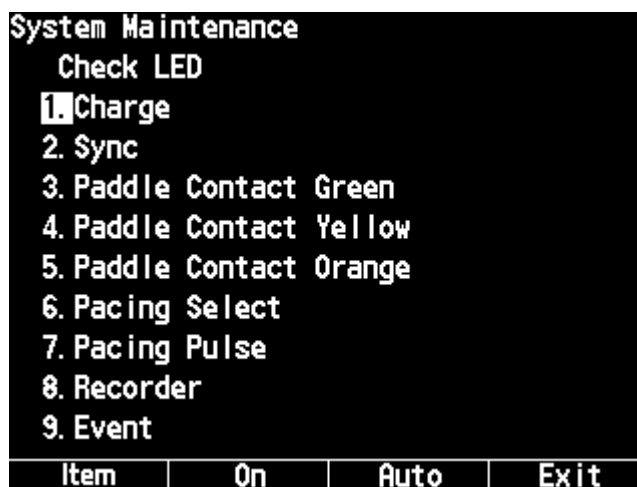 System Maintenance
Check LED
1. Charge
2. Sync
3. Paddle Contact Green
4. Paddle Contact Yellow
5. Paddle Contact Orange
6. Pacing Select
7. Pacing Pulse
8. Recorder
9. Event
Item On Auto Exit